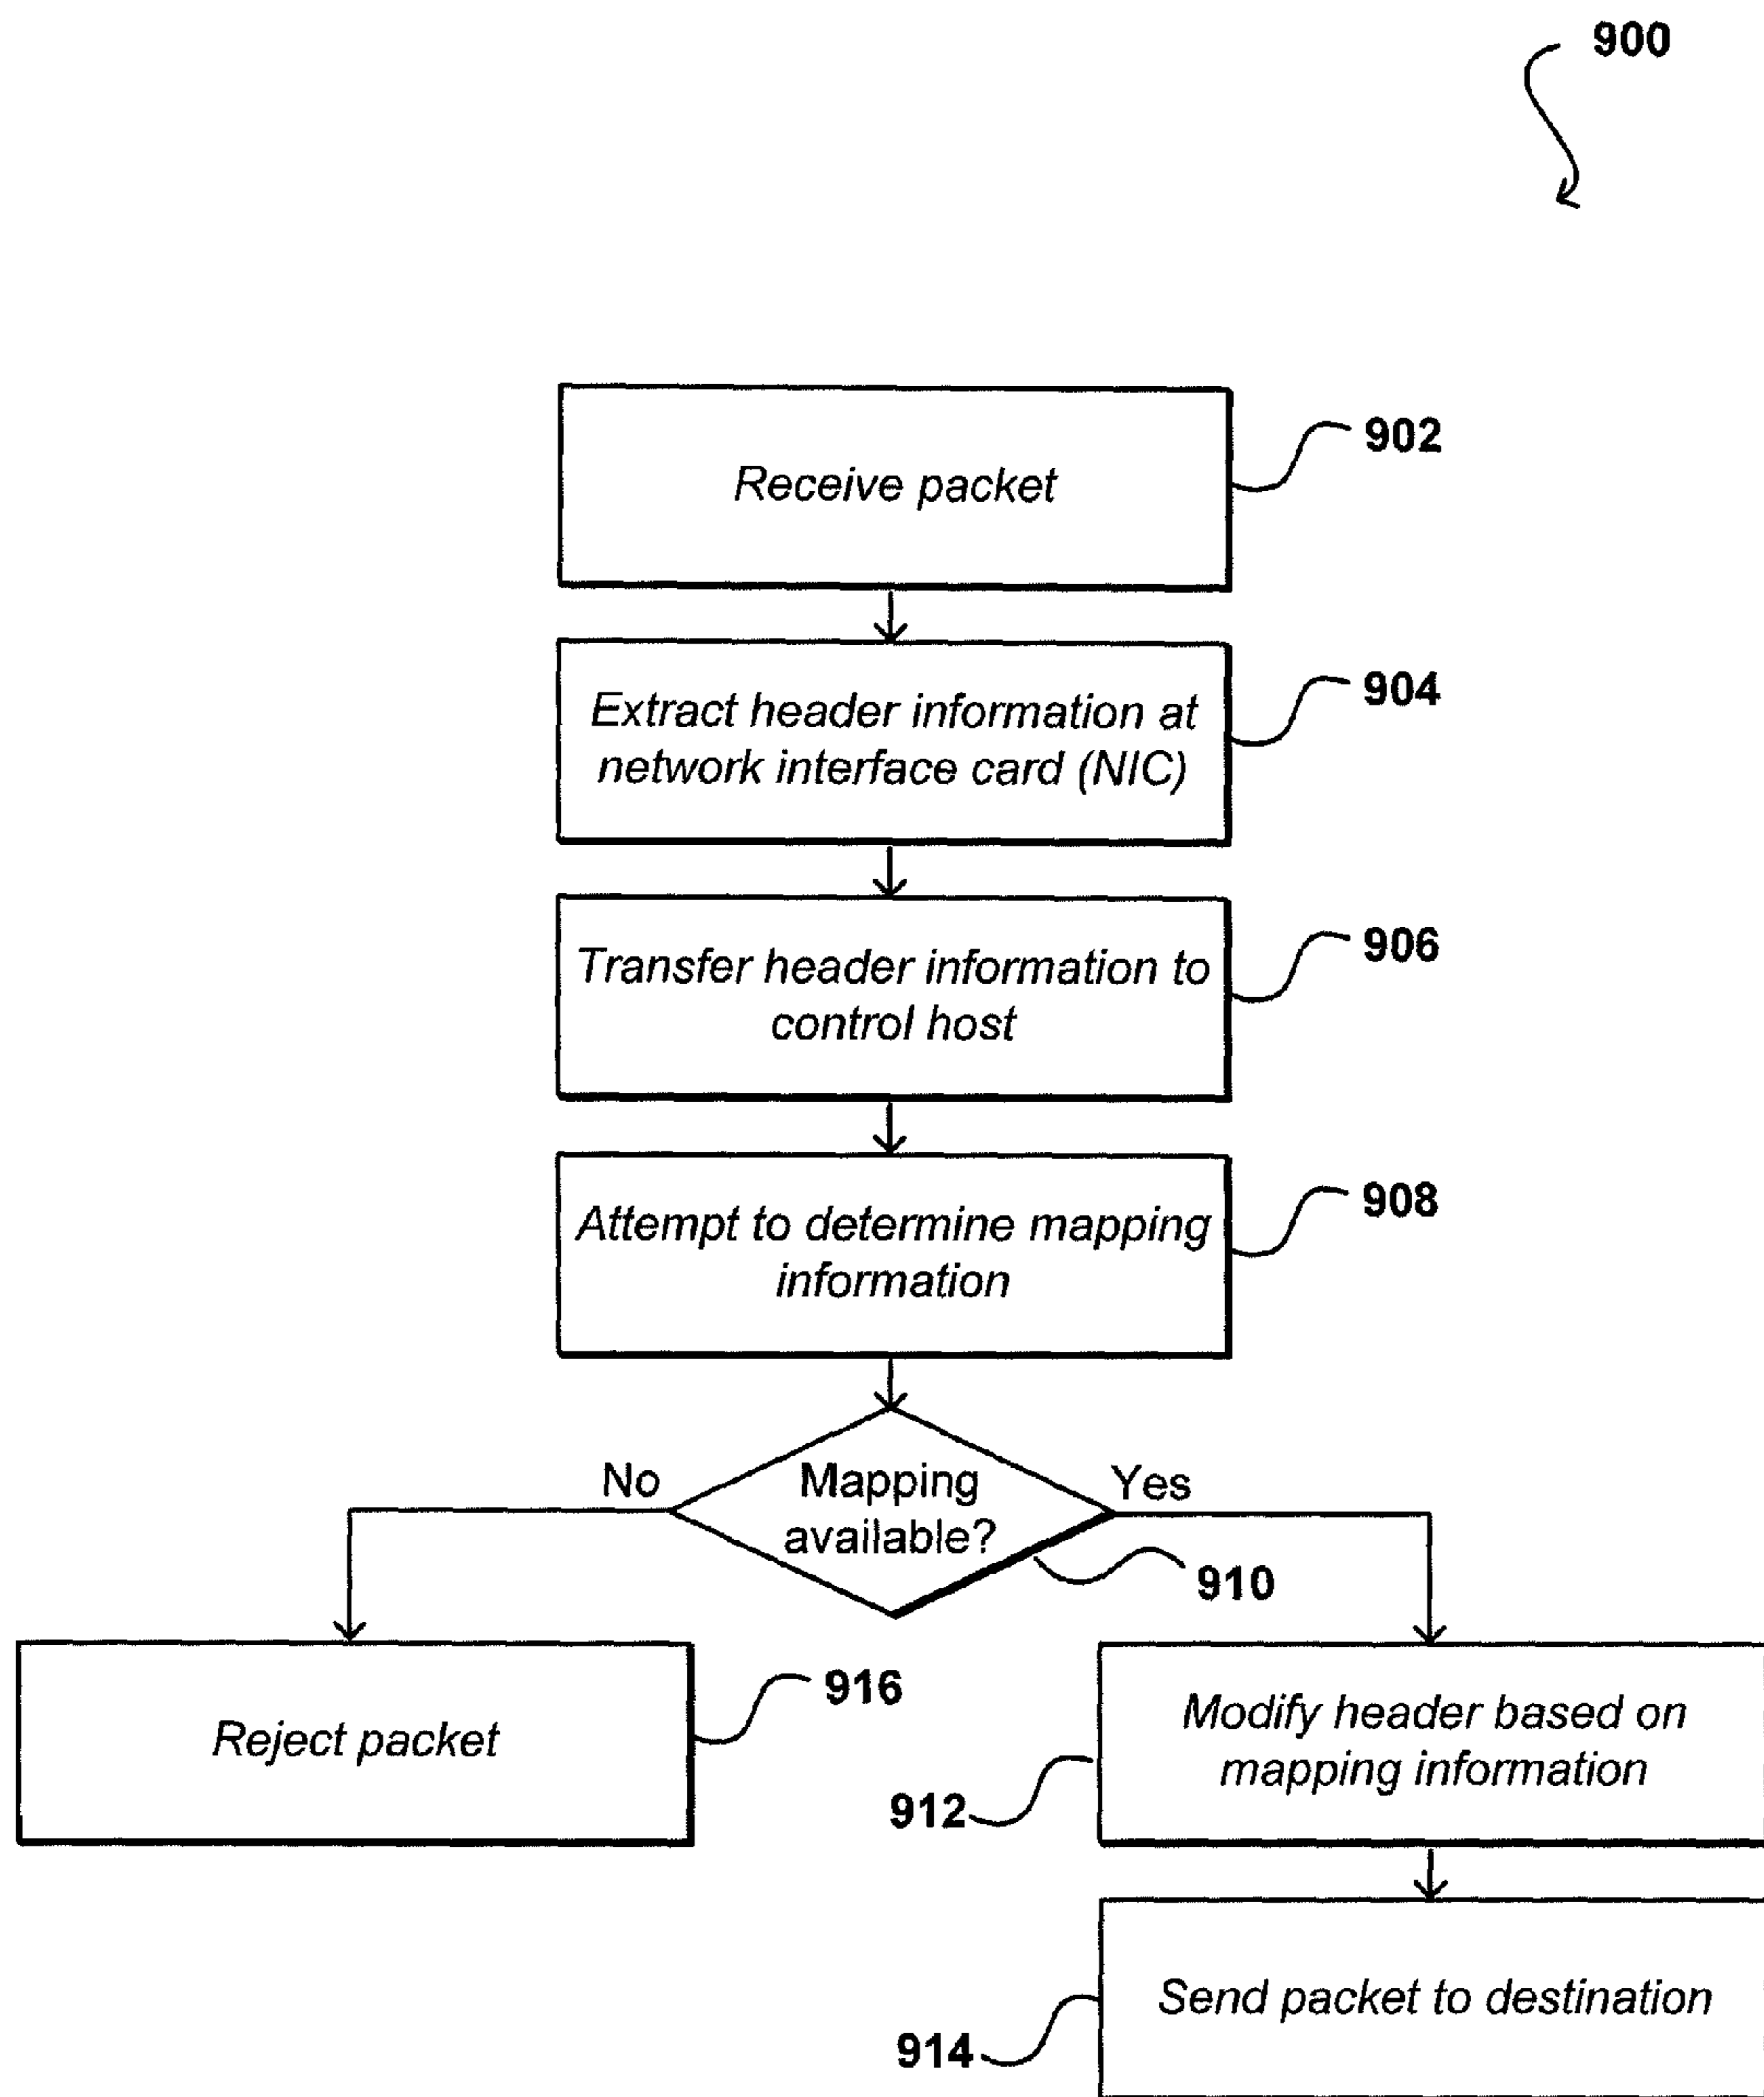 900
Receive packet
902
Extract header information at
network interface card (NIC)
904
Transfer header information to
control host
906
Attempt to determine mapping
information
908
No
Mapping
available?
Yes
910
Reject packet
916
Modify header based on
mapping information
912
Send packet to destination
914